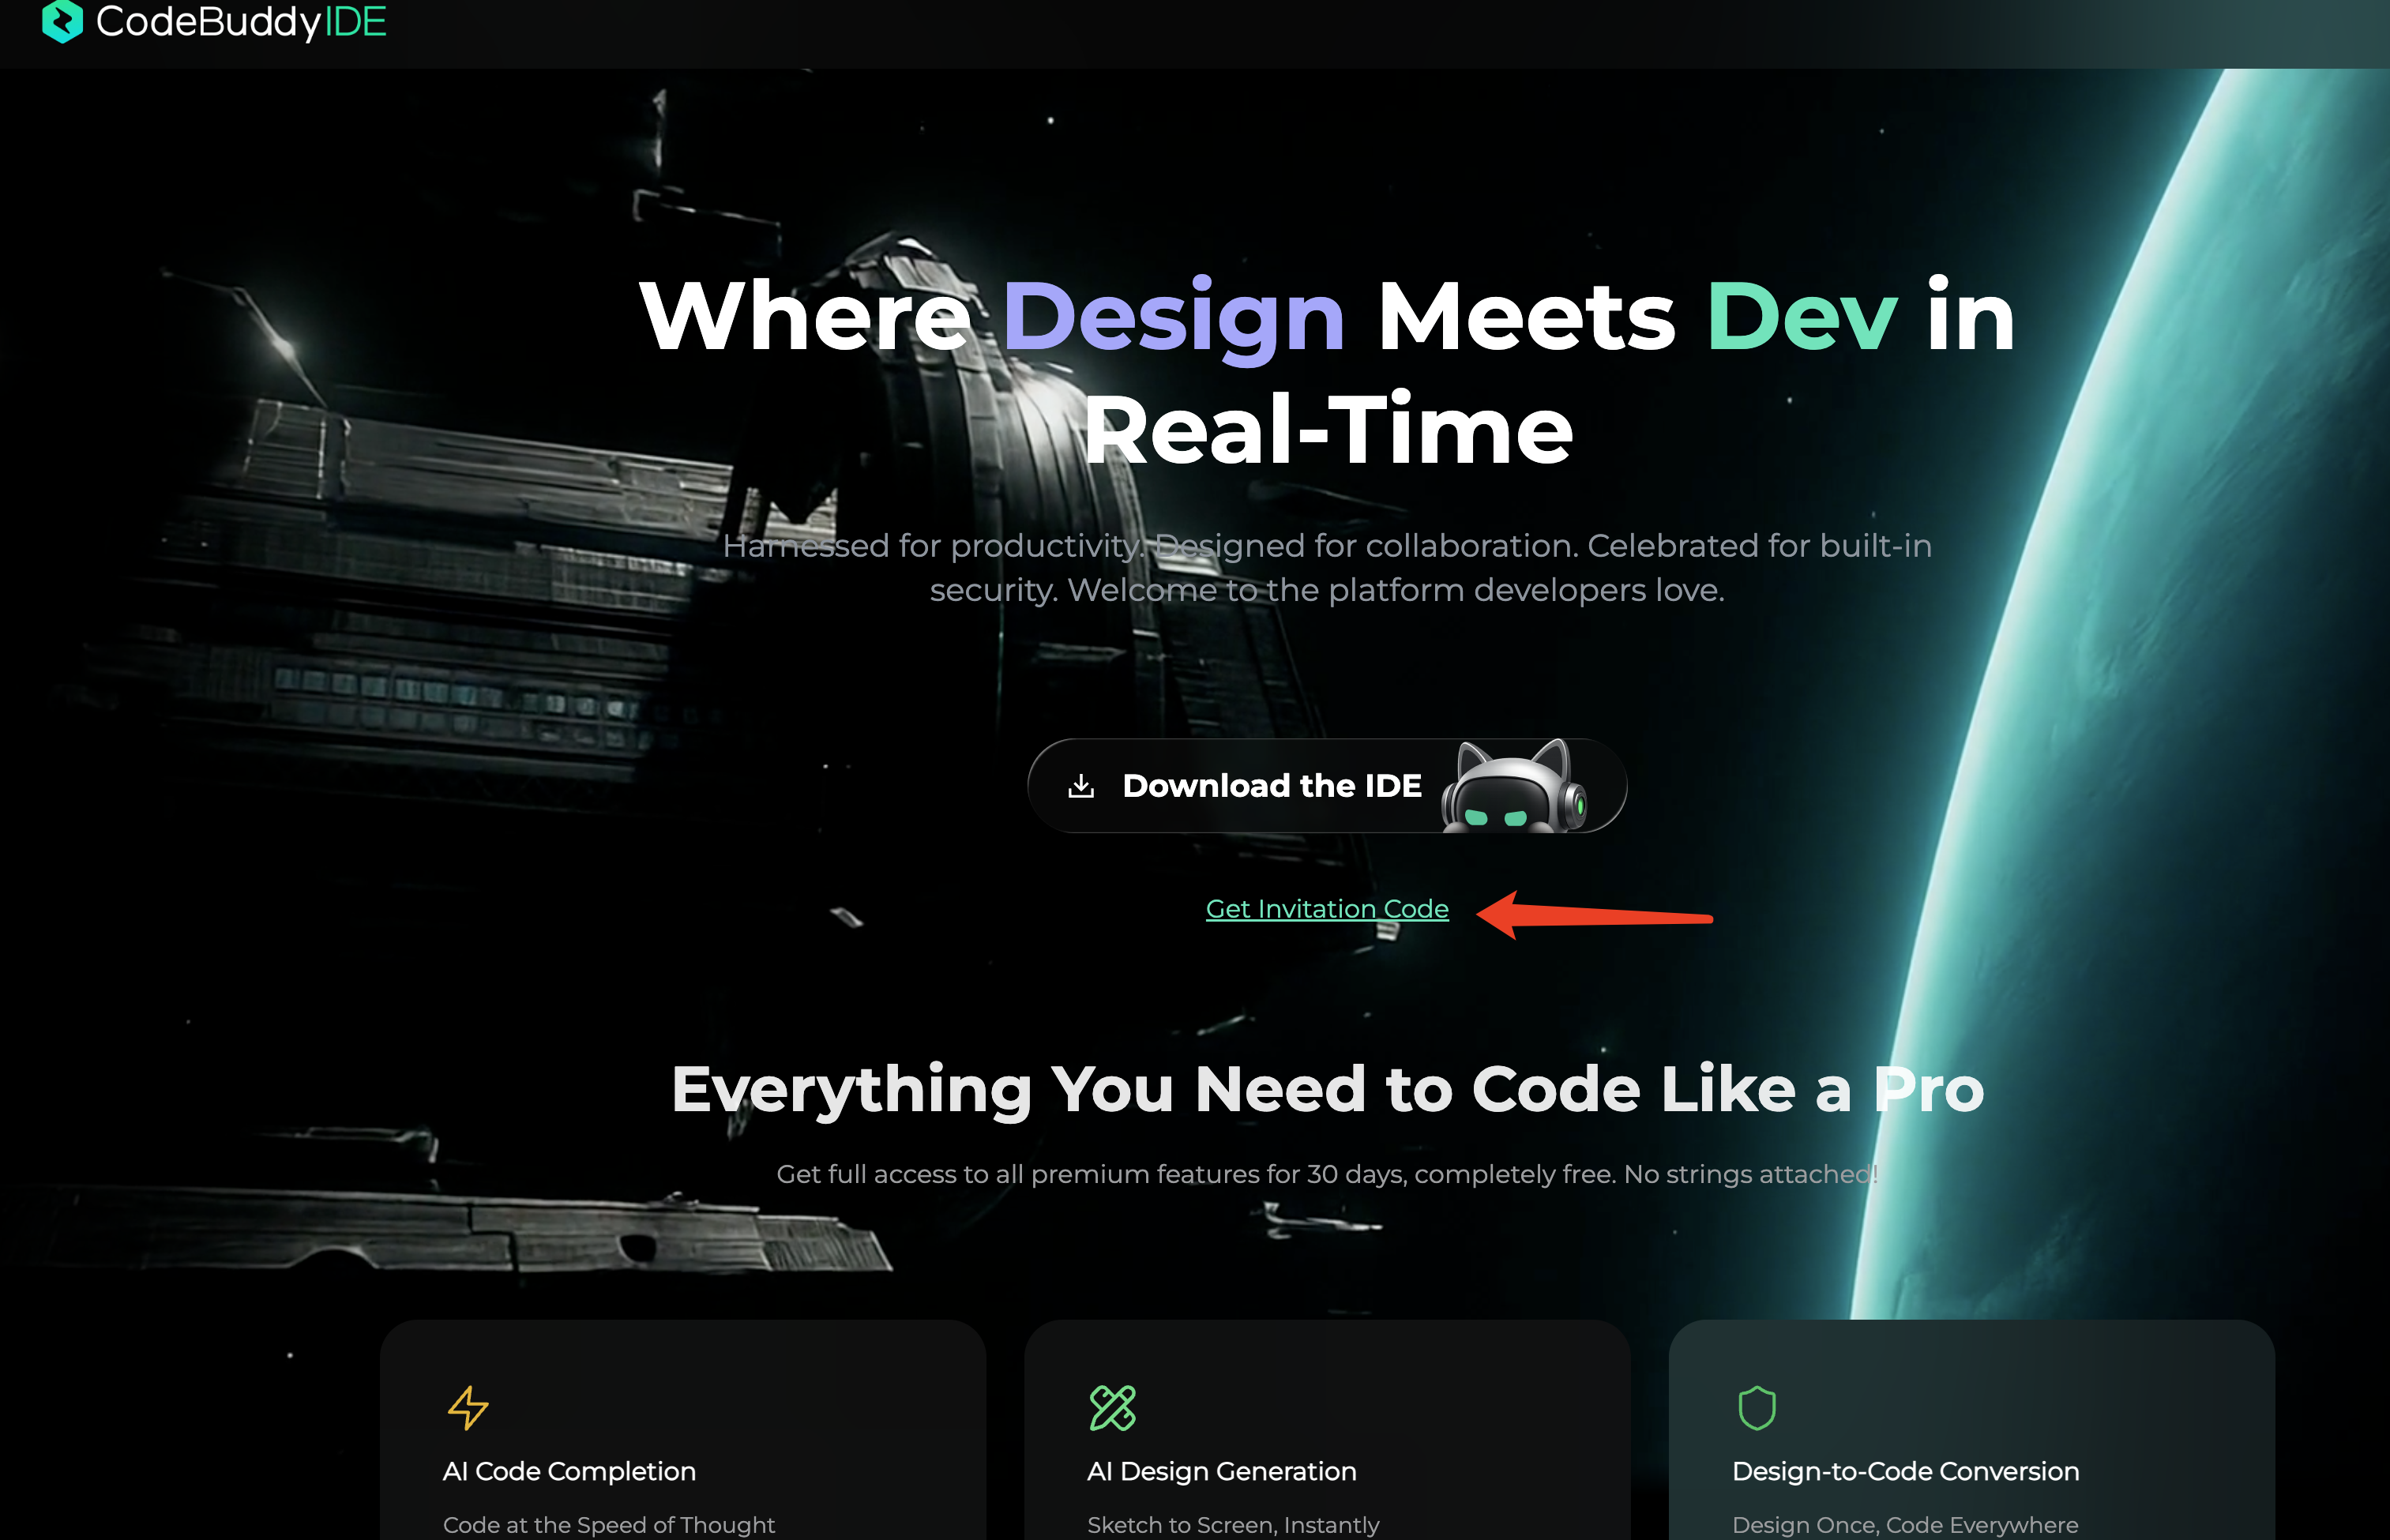 CodeBuddyIDE
Where Design Meets Dev in
Real-Time
Harnessed for productivity. Designed for collaboration. Celebrated for built-in
security. Welcome to the platform developers love.
Download the IDE
Get Invitation Code
Everything You Need to Code Like a Pro
Get full access to all premium features for 30 days, completely free. No strings attached!
AI Code Completion
Code at the Speed of Thought
AI Design Generation
Sketch to Screen, Instantly
Design-to-Code Conversion
Design Once, Code Everywhere